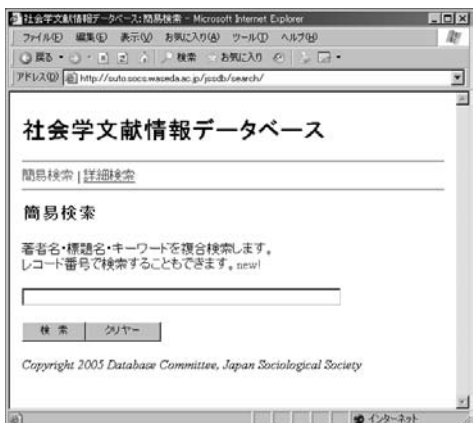 社会学文献情報データベース:簡易検索 - Microsoft Internet Explorer
ファイル(F) 編集(E) 表示(V) お気に入り(A) ツール(T) ヘルプ(H)
戻る 検索 お気に入り
アドレス(D) http://suto.socs.waseda.ac.jp/jssdb/search/
社会学文献情報データベース
簡易検索 | 詳細検索
簡易検索
著者名・標題名・キーワードを複合検索します。
レコード番号で検索することもできます。new!
検 索 クリヤー
Copyright 2005 Database Committee, Japan Sociological Society
インターネット